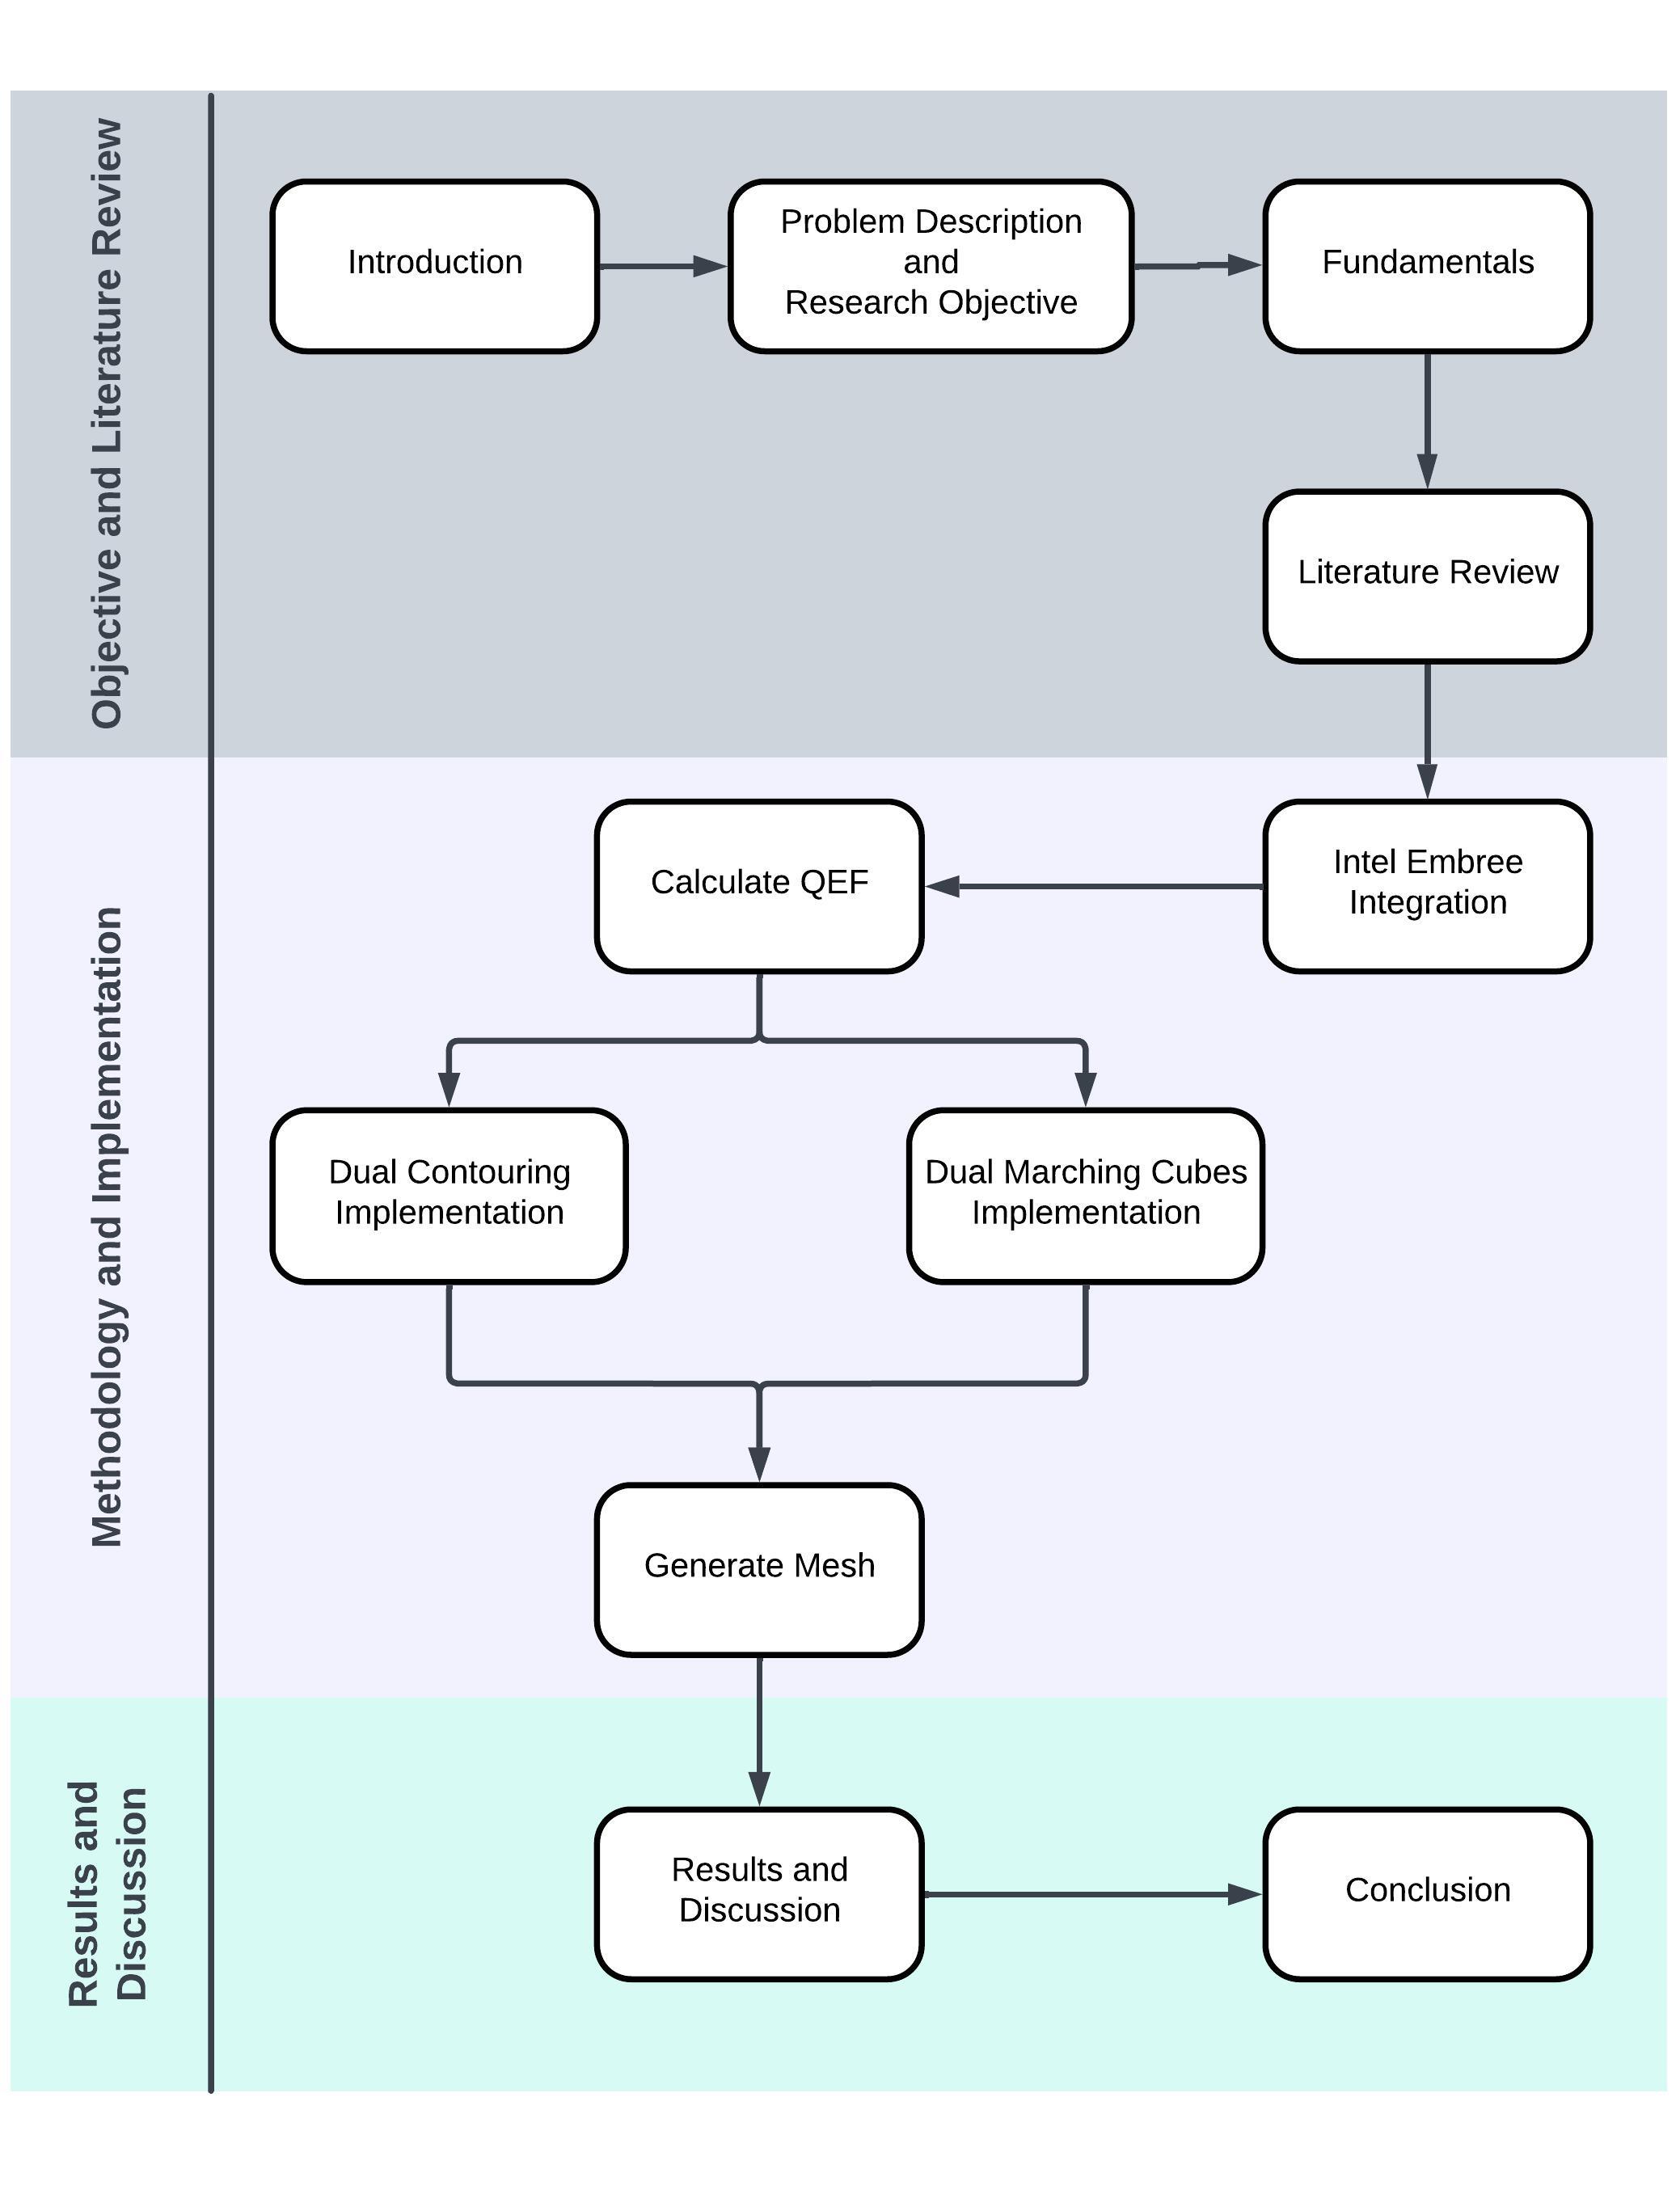 Objective and Literature Review
Introduction
Problem Description
and
Research Objective
Fundamentals
Literature Review
Methodology and Implementation
Intel Embree
Integration
Calculate QEF
Dual Contouring
Implementation
Dual Marching Cubes
Implementation
Generate Mesh
Results and
Discussion
Results and
Discussion
Conclusion